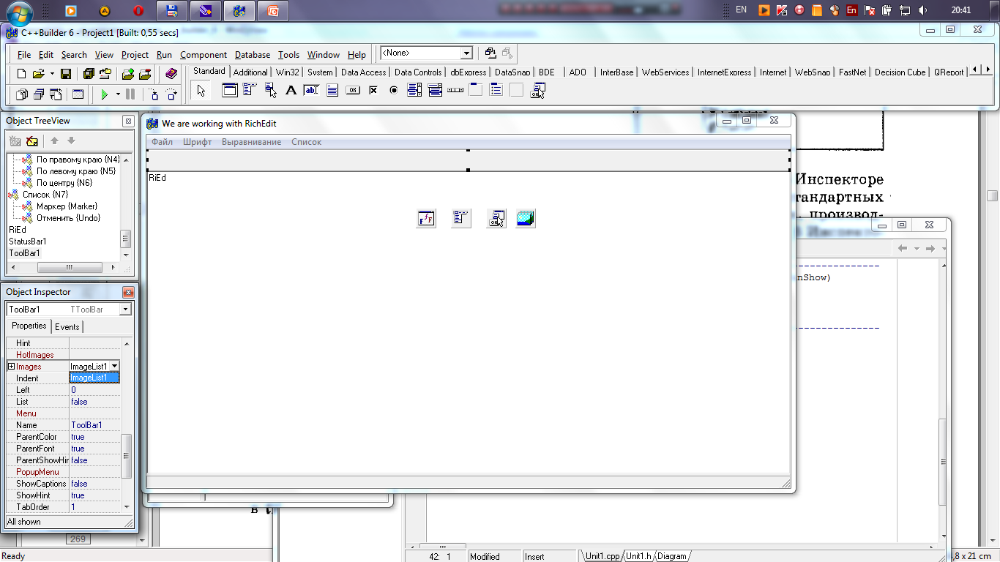 EN
En
20:41
C++Builder 6 - Project1 [Built: 0,55 secs]
File Edit Search View Project Run Component Database Tools Window Help
<None>
Standard Additional Win32 System Data Access Data Controls dbExpress DataSnap BDE ADO InterBase WebServices InternetExpress Internet WebSnap FastNet Decision Cube QReport
Object TreeView
По правому краю {N4}
По левому краю {N5}
По центру {N6}
Список {N7}
Маркер {Marker}
Отменить {Undo}
RiEd
StatusBar1
ToolBar1
We are working with RichEdit
Файл Шрифт Выравнивание Список
RiEd
Инспекторе
тандартных
производ-
nShow)
Object Inspector
ToolBar1 TToolBar
Properties Events
Hint
HotImages
Images ImageList1
Indent ImageList1
Left 0
List false
Menu
Name ToolBar1
ParentColor true
ParentFont true
ParentShowHin false
PopupMenu
ShowCaptions false
ShowHint true
TabOrder 1
All shown
в
269
Ready
42: 1 Modified Insert Unit1.cpp Unit1.h Diagram
,8 x 21 cm